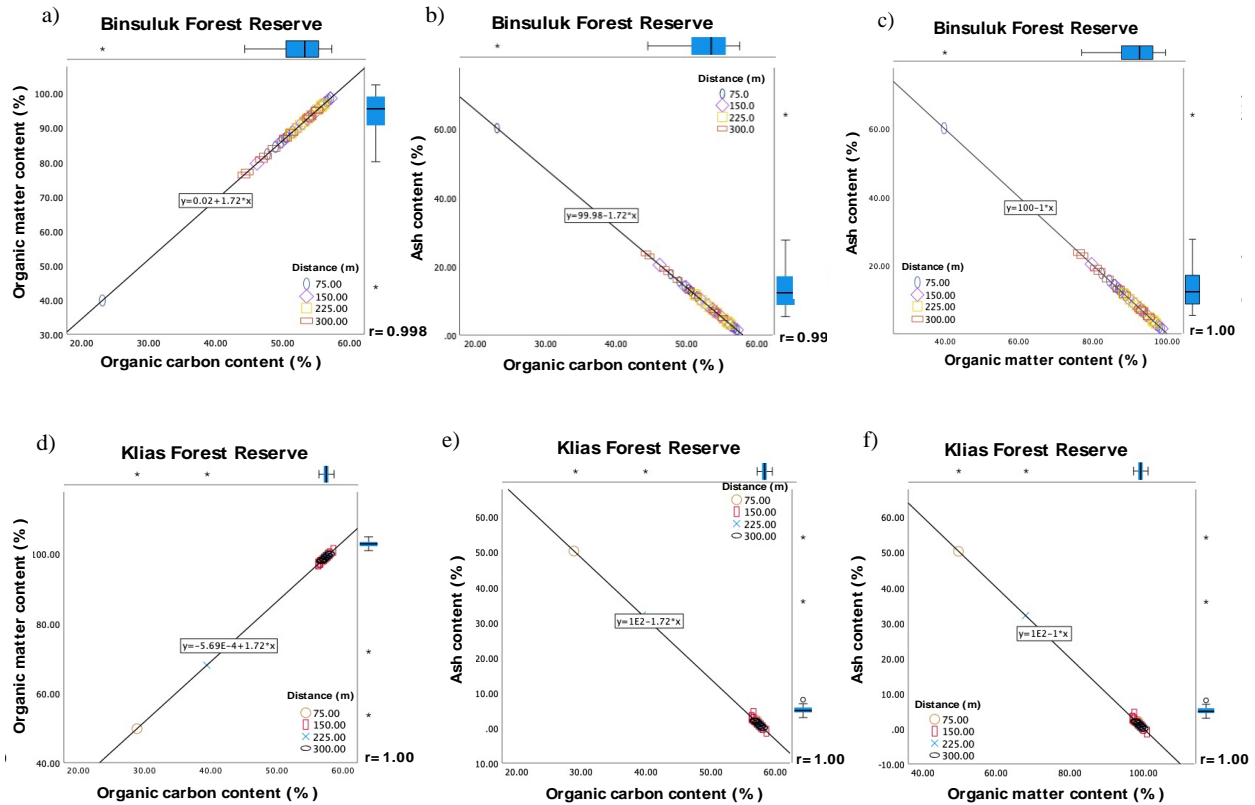 a)
Binsuluk Forest Reserve
*
Organic matter content (%)
100.00
90.00
80.00
70.00
60.00
50.00
40.00
30.00
y=0.02+1.72*x
Distance (m)
75.00
150.00
225.00
300.00
*
r= 0.998
20.00 30.00 40.00 50.00 60.00
Organic carbon content (%)
b)
Binsuluk Forest Reserve
*
Ash content (%)
60.00
40.00
20.00
.00
Distance (m)
75.0
150.0
225.0
300.0
y=99.98-1.72*x
*
r= 0.99
20.00 30.00 40.00 50.00 60.00
Organic carbon content (%)
c)
Binsuluk Forest Reserve
*
Ash content (%)
60.00
40.00
20.00
y=100-1*x
Distance (m)
75.00
150.00
225.00
300.00
*
r= 1.00
40.00 60.00 80.00 100.00
Organic matter content (%)
d)
Klias Forest Reserve
* *
Organic matter content (%)
100.00
80.00
60.00
40.00
y=-5.69E-4+1.72*x
Distance (m)
75.00
150.00
225.00
300.00
*
*
r= 1.00
20.00 30.00 40.00 50.00 60.00
Organic carbon content (%)
e)
Klias Forest Reserve
* *
Ash content (%)
60.00
50.00
40.00
30.00
20.00
10.00
.00
Distance (m)
75.00
150.00
225.00
300.00
y=1E2-1.72*x
*
*
r= 1.00
20.00 30.00 40.00 50.00 60.00
Organic carbon content (%)
f)
Klias Forest Reserve
* *
Ash content (%)
60.00
50.00
40.00
30.00
20.00
10.00
.00
-10.00
y=1E2-1*x
Distance (m)
75.00
150.00
225.00
300.00
*
*
r= 1.00
40.00 60.00 80.00 100.00
Organic matter content (%)